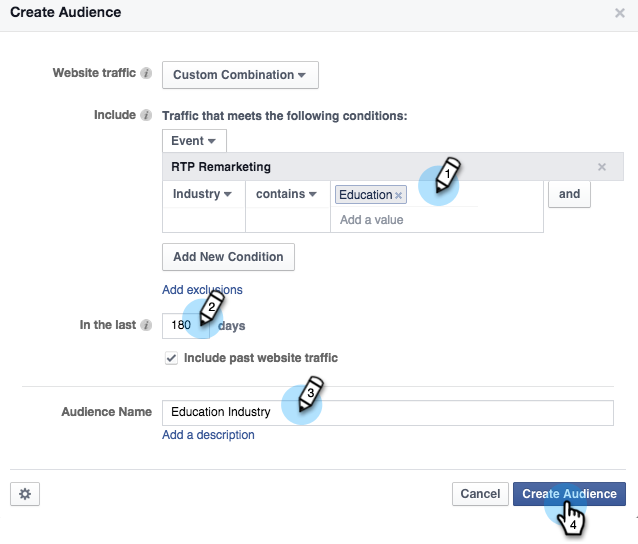 Create Audience ×
Website traffic i Custom Combination
Include i Traffic that meets the following conditions:
Event
RTP Remarketing ×
Industry contains Education × and
1
Add a value
Add New Condition
Add exclusions
2
In the last i 180 days
Include past website traffic
3
Audience Name Education Industry
Add a description
Cancel Create Audience
4